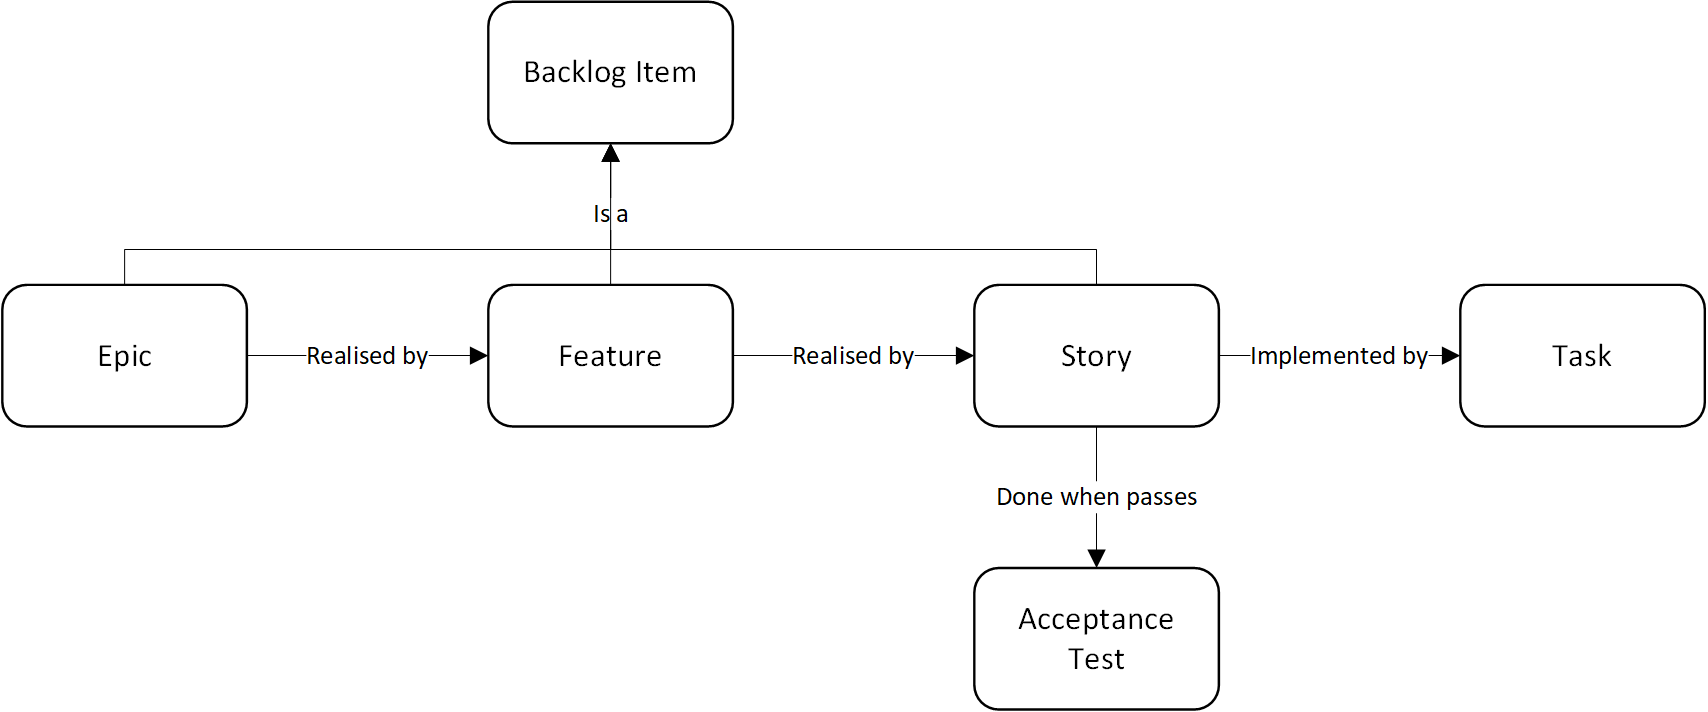 Backlog Item
Is a
Epic
Realised by
Feature
Realised by
Story
Implemented by
Task
Done when passes
Acceptance
Test